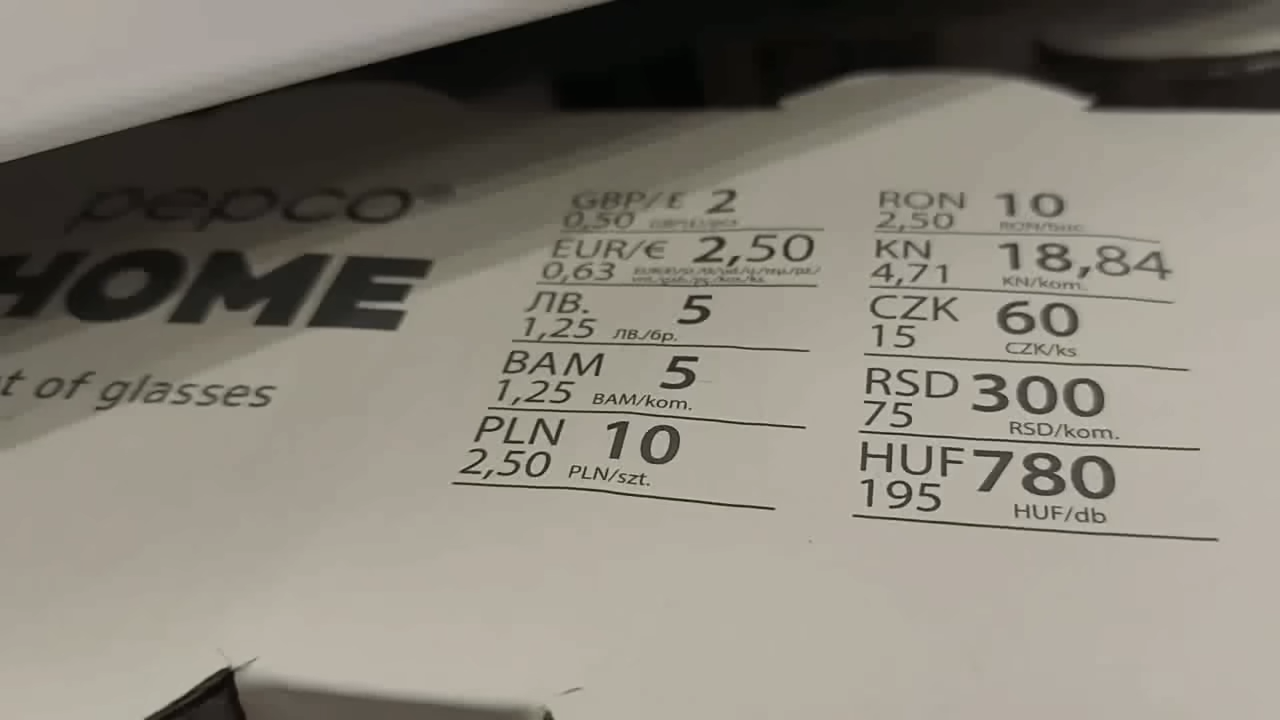 pepco®
HOME
t of glasses
GBP/£ 2
0,50
EUR/€ 2,50
0,63
ЛВ. 5
1,25 ЛВ./бр.
BAM 5
1,25 BAM/kom.
PLN 10
2,50 PLN/szt.
RON 10
2,50 RON/buc.
KN 18,84
4,71 KN/kom.
CZK 60
15 CZK/ks
RSD 300
75 RSD/kom.
HUF 780
195 HUF/db